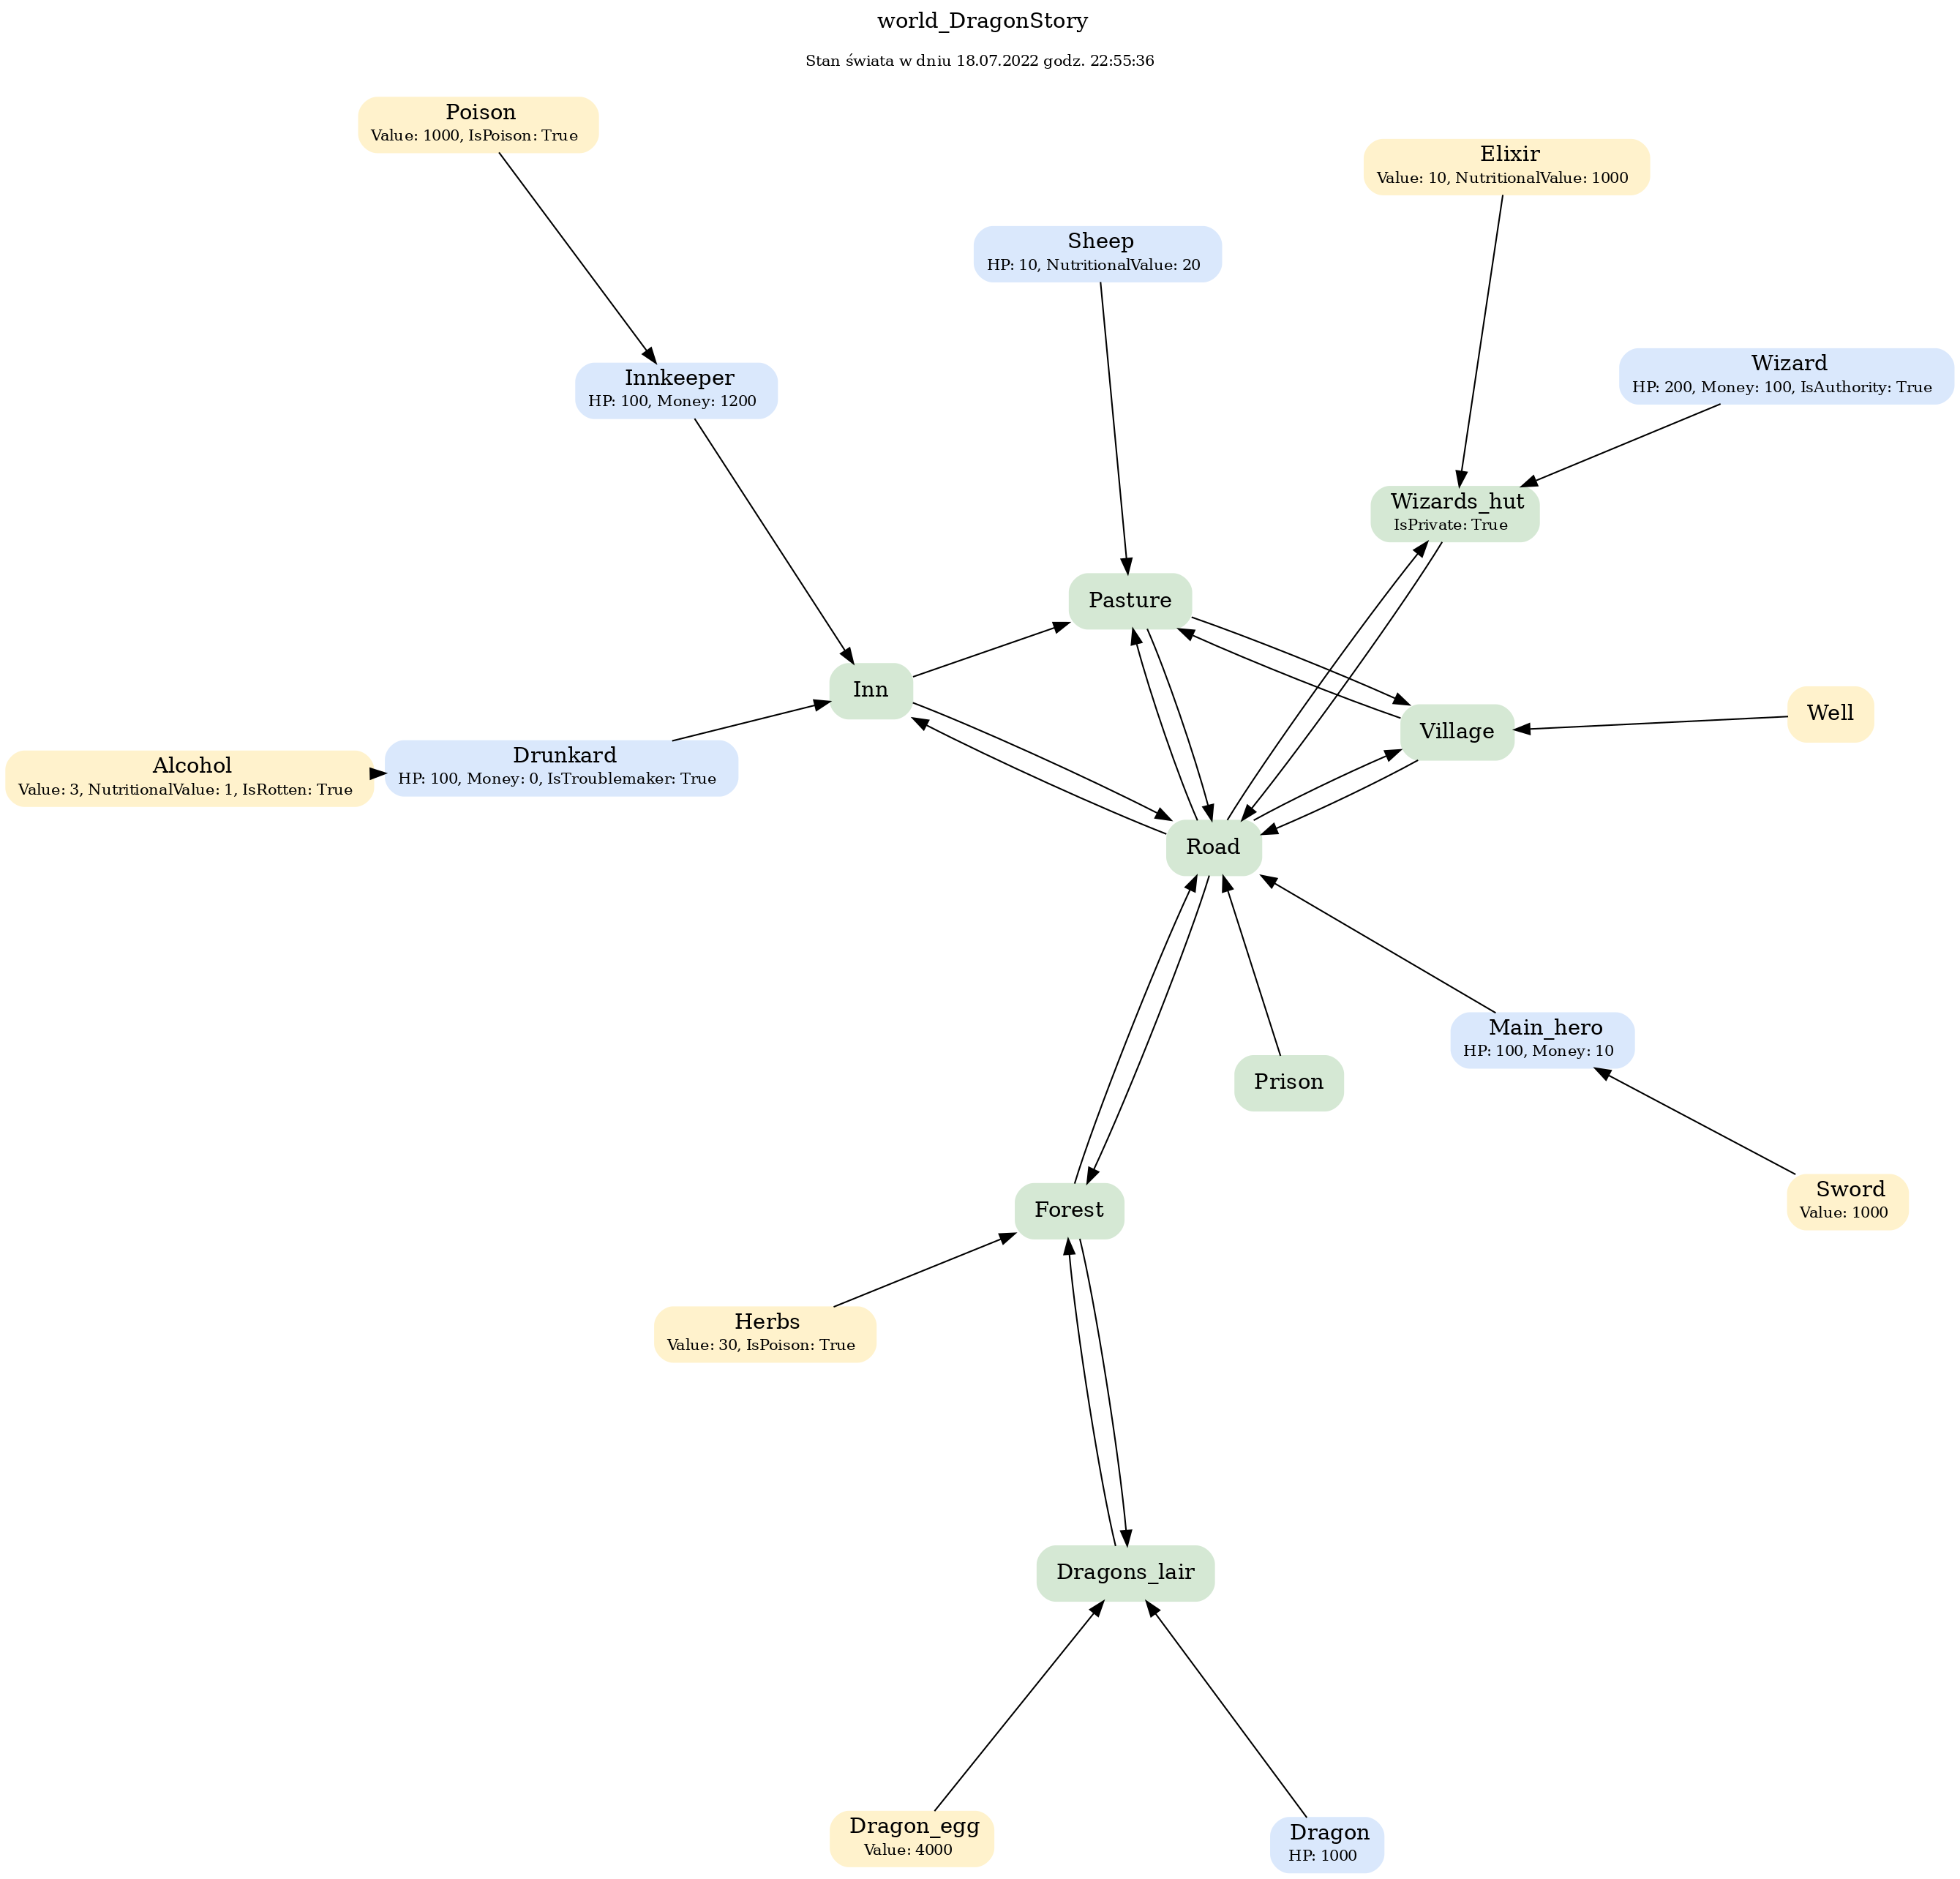 world_DragonStory
Stan świata w dniu 18.07.2022 godz. 22:55:36
Poison
Value: 1000, IsPoison: True
Elixir
Value: 10, NutritionalValue: 1000
Sheep
HP: 10, NutritionalValue: 20
Innkeeper
HP: 100, Money: 1200
Wizard
HP: 200, Money: 100, IsAuthority: True
Wizards_hut
IsPrivate: True
Pasture
Inn
Well
Village
Alcohol
Value: 3, NutritionalValue: 1, IsRotten: True
Drunkard
HP: 100, Money: 0, IsTroublemaker: True
Road
Main_hero
HP: 100, Money: 10
Prison
Sword
Value: 1000
Forest
Herbs
Value: 30, IsPoison: True
Dragons_lair
Dragon_egg
Value: 4000
Dragon
HP: 1000